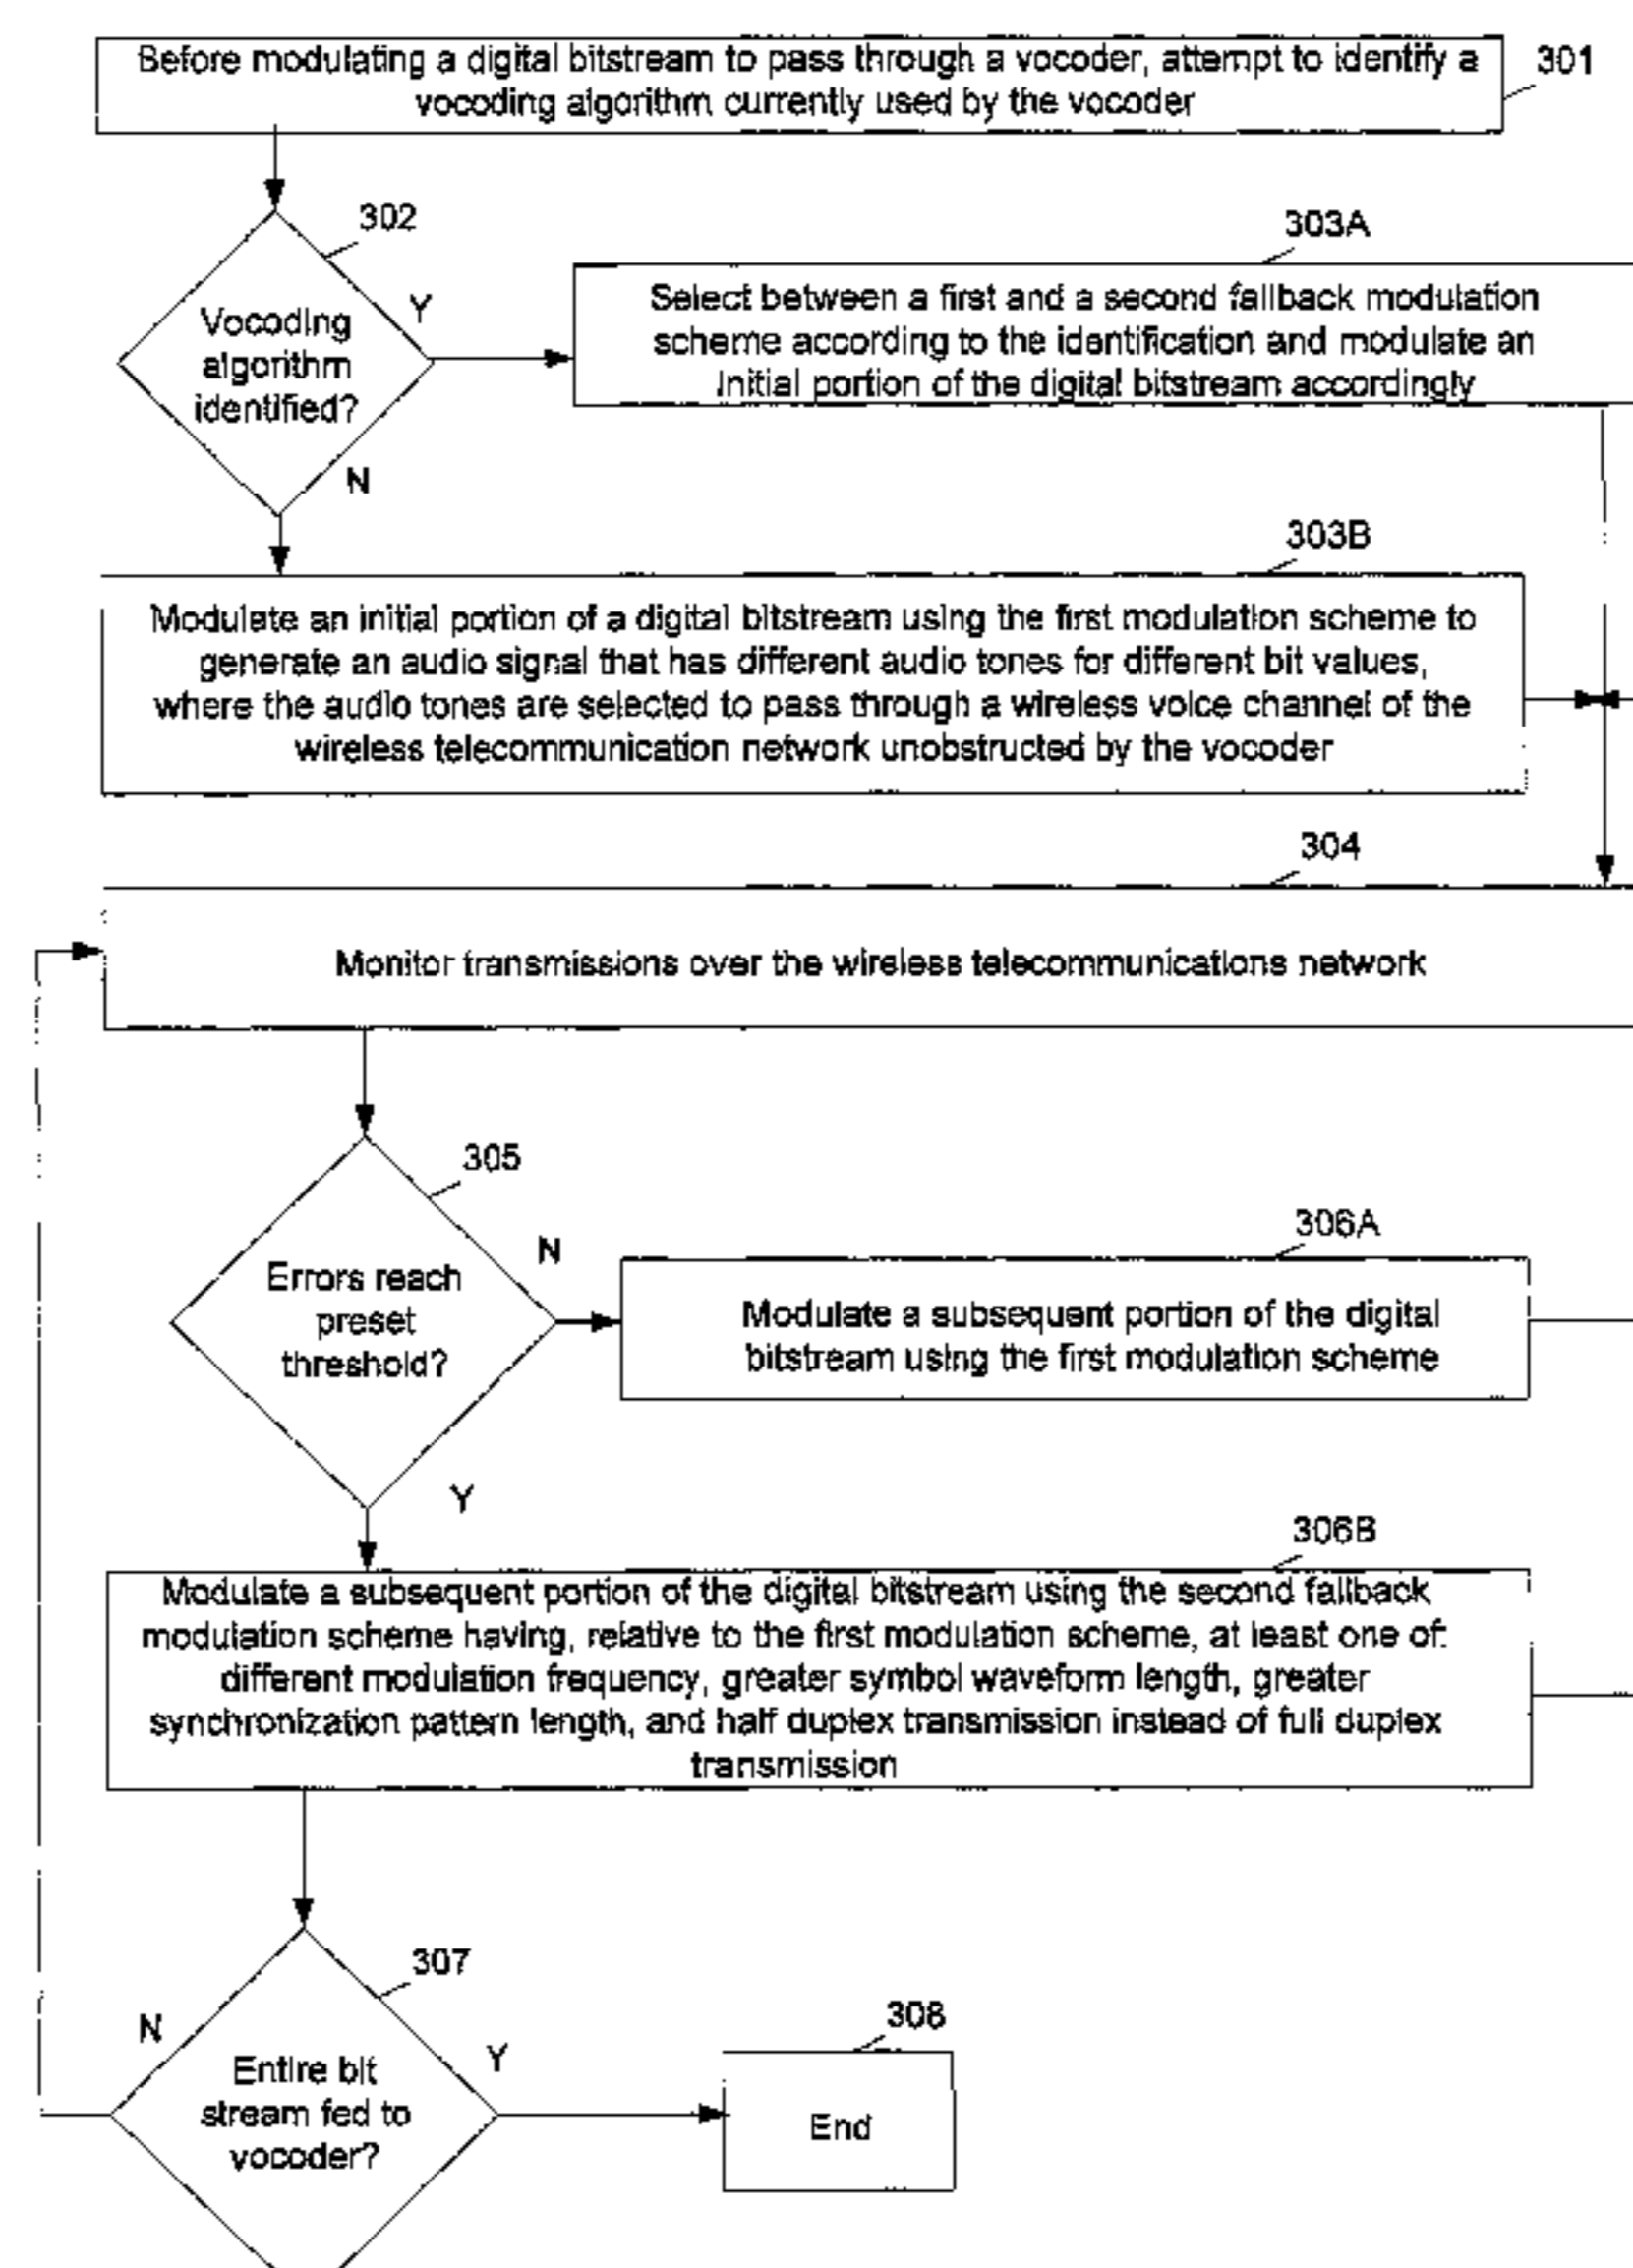 Before modulating a digital bitstream to pass through a vocoder, attempt to identify a
vocoding algorithm currently used by the vocoder
301
302
Vocoding
algorithm
identified?
Y
N
303A
Select between a first and a second fallback modulation
scheme according to the identification and modulate an
initial portion of the digital bitstream accordingly
303B
Modulate an initial portion of a digital bitstream using the first modulation scheme to
generate an audio signal that has different audio tones for different bit values,
where the audio tones are selected to pass through a wireless voice channel of the
wireless telecommunication network unobstructed by the vocoder
304
Monitor transmissions over the wireless telecommunications network
305
Errors reach
preset
threshold?
N
Y
306A
Modulate a subsequent portion of the digital
bitstream using the first modulation scheme
306B
Modulate a subsequent portion of the digital bitstream using the second fallback
modulation scheme having, relative to the first modulation scheme, at least one of:
different modulation frequency, greater symbol waveform length, greater
synchronization pattern length, and half duplex transmission instead of full duplex
transmission
307
N
Entire bit
stream fed to
vocoder?
Y
308
End